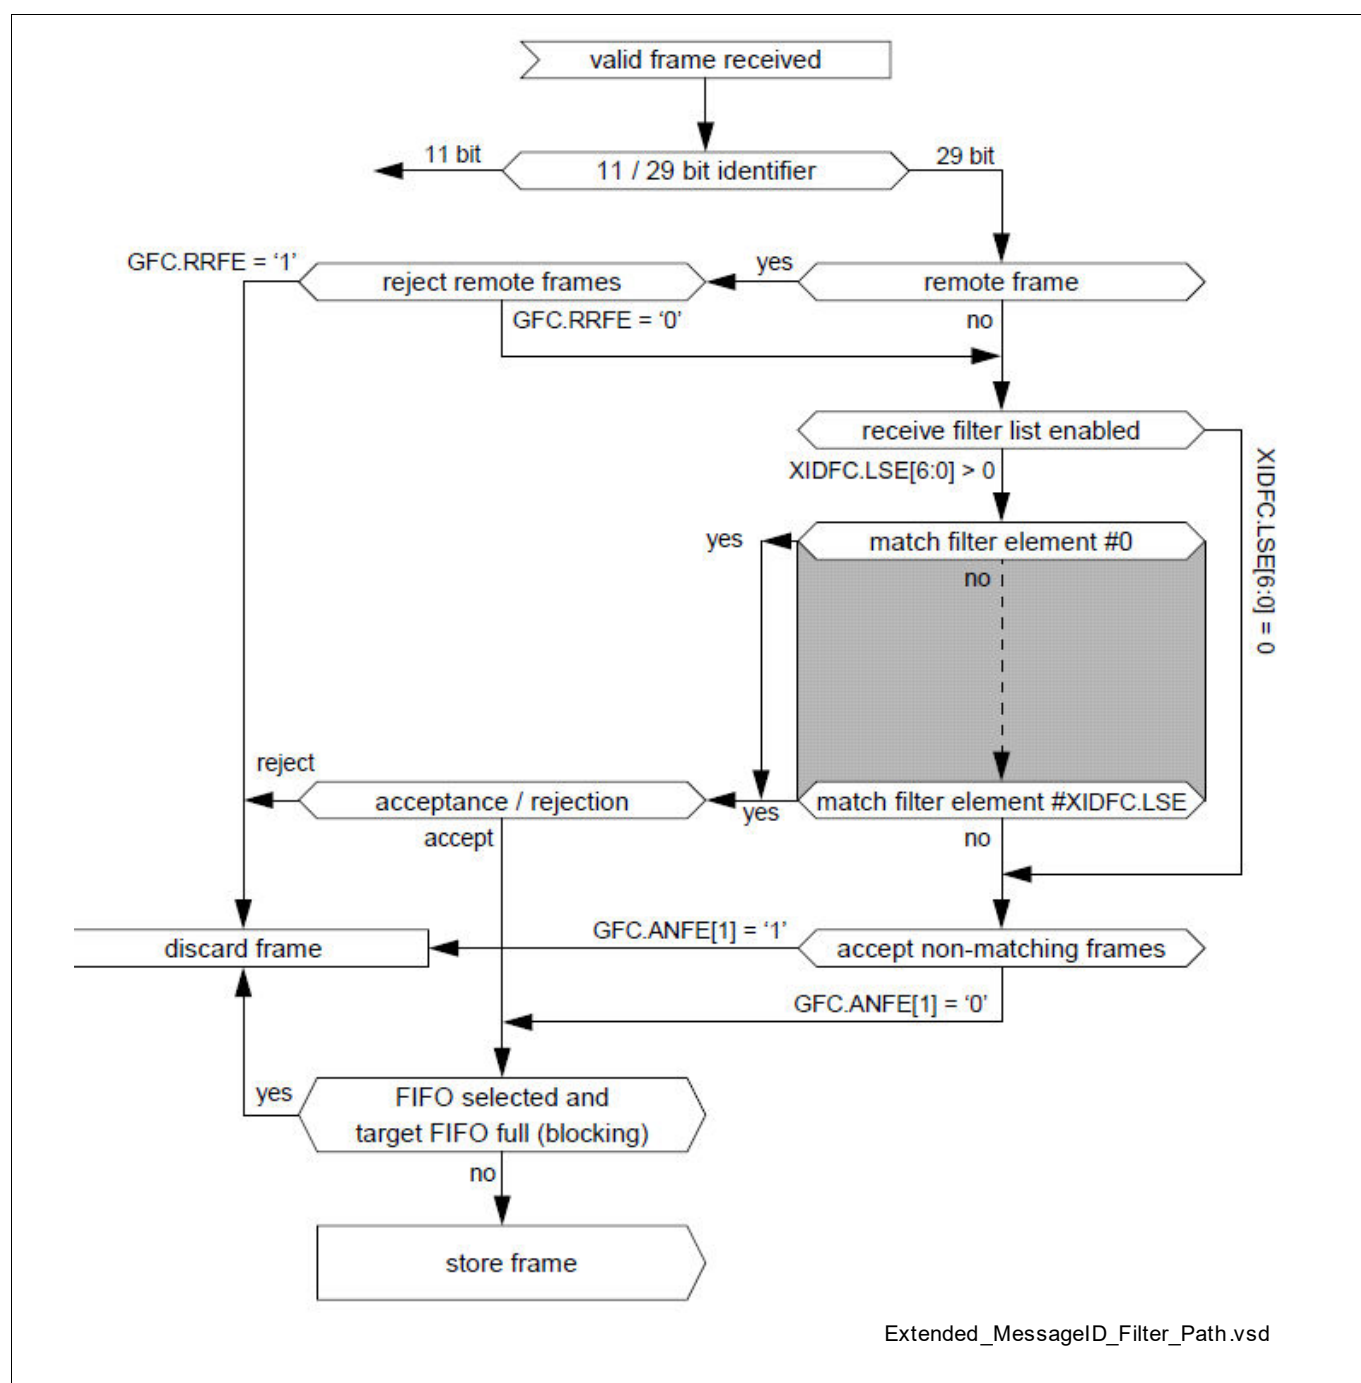 valid frame received
11 bit
11 / 29 bit identifier
29 bit
GFC.RRFE = ‘1’
reject remote frames
yes
remote frame
GFC.RRFE = ‘0’
no
receive filter list enabled
XIDFC.LSE[6:0] > 0
XIDFC.LSE[6:0] = 0
yes
match filter element #0
no
reject
acceptance / rejection
yes
match filter element #XIDFC.LSE
accept
no
discard frame
GFC.ANFE[1] = ‘1’
accept non-matching frames
GFC.ANFE[1] = ‘0’
yes
FIFO selected and
target FIFO full (blocking)
no
store frame
Extended_MessageID_Filter_Path.vsd